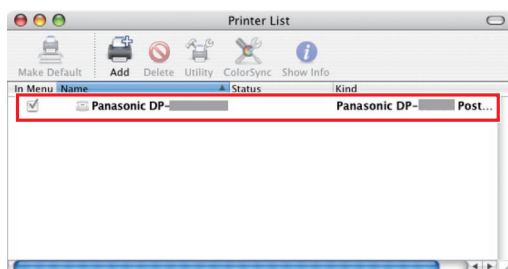 Printer List
Make Default Add Delete Utility ColorSync Show Info
In Menu Name Status Kind
Panasonic DP- Panasonic DP- Post...